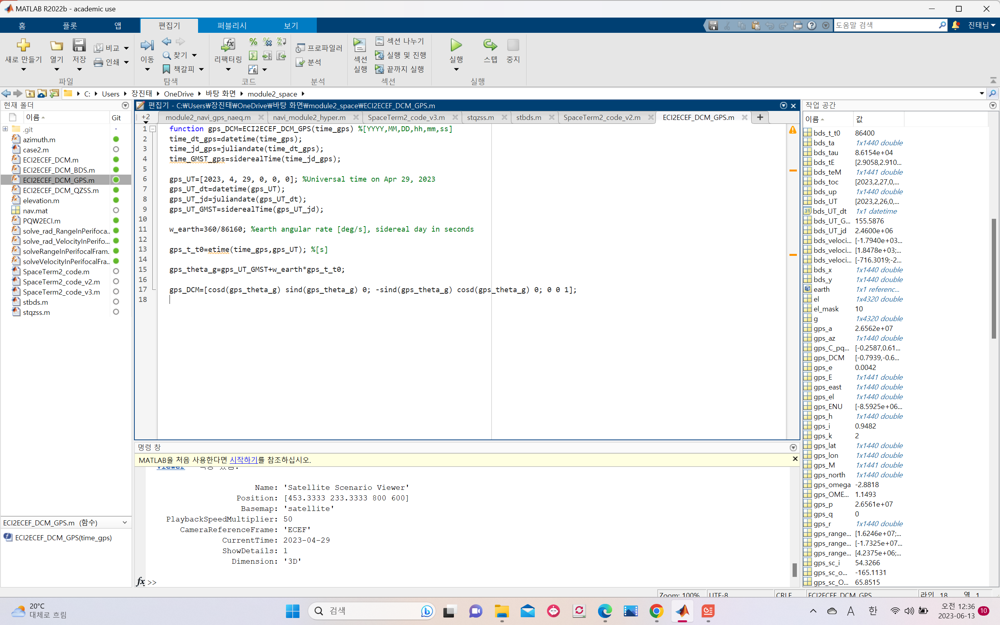 MATLAB R2022b - academic use
홈
플롯
앱
편집기
퍼블리시
보기
도움말 검색
진태님
새로 만들기
열기
저장
비교
인쇄
파일
이동
찾기
책갈피
탐색
리팩터링
코드
프로파일러
분석
분석
섹션
실행
섹션 나누기
실행 및 진행
끝까지 실행
섹션
실행
스텝
중지
실행
C:
Users
장진태
OneDrive
바탕 화면
module2_space
현재 폴더
이름
Git
.git
azimuth.m
case2.m
ECI2ECEF_DCM.m
ECI2ECEF_DCM_BDS.m
ECI2ECEF_DCM_GPS.m
ECI2ECEF_DCM_QZSS.m
elevation.m
nav.mat
PQW2ECI.m
solve_rad_RangeInPerifoca...
solve_rad_VelocityInPerifo...
solveRangeInPerifocalFram.
solveVelocityInPerifocalFra..
SpaceTerm2_code.m
SpaceTerm2_code_v2.m
SpaceTerm2_code_v3.m
stbds.m
stqzss.m
ECI2ECEF_DCM_GPS.m (함수)
ECI2ECEF_DCM_GPS(time_gps)
편집기 - C:₩Users₩장진태₩OneDrive₩바탕 화면₩module2_space₩ECI2ECEF_DCM_GPS.m
+2
module2_navi_gps_naeq.m
navi_module2_hyper.m
SpaceTerm2_code_v3.m
stqzss.m
stbds.m
SpaceTerm2_code_v2.m
ECI2ECEF_DCM_GPS.m
1 function gps_DCM=ECI2ECEF_DCM_GPS(time_gps) %[YYYY,MM,DD,hh,mm,ss]
2 time_dt_gps=datetime(time_gps);
3 time_jd_gps=juliandate(time_dt_gps);
4 time_GMST_gps=siderealTime(time_jd_gps);
5
6 gps_UT=[2023, 4, 29, 0, 0, 0]; %Universal time on Apr 29, 2023
7 gps_UT_dt=datetime(gps_UT);
8 gps_UT_jd=juliandate(gps_UT_dt);
9 gps_UT_GMST=siderealTime(gps_UT_jd);
10
11 w_earth=360/86160; %earth angular rate [deg/s], sidereal day in seconds
12
13 gps_t_t0=etime(time_gps,gps_UT); %[s]
14
15 gps_theta_g=gps_UT_GMST+w_earth*gps_t_t0;
16
17 gps_DCM=[cosd(gps_theta_g) sind(gps_theta_g) 0; -sind(gps_theta_g) cosd(gps_theta_g) 0; 0 0 1];
18
명령 창
MATLAB을 처음 사용한다면 시작하기를 참조하십시오.
Name: 'Satellite Scenario Viewer'
Position: [453.3333 233.3333 800 600]
Basemap: 'satellite'
PlaybackSpeedMultiplier: 50
CameraReferenceFrame: 'ECEF'
CurrentTime: 2023-04-29
ShowDetails: 1
Dimension: '3D'
fx >>
작업 공간
이름 값
bds_t_t0 86400
bds_ta 1x1440 double
bds_tau 8.6154e+04
bds_tE [2.9058,2.910...
bds_teM 1x1441 double
bds_toc [2023,2,27,0,...
bds_up 1x1440 double
bds_UT [2023,2,26,0,...
bds_UT_dt 1x1 datetime
bds_UT_G... 155.5876
bds_UT_jd 2.4600e+06
bds_veloci... [-1.7940e+03...
bds_veloci... [1.8478e+03;...
bds_veloci... [-716.3019;-2...
bds_x 1x1440 double
bds_y 1x1440 double
earth 1x1 referenc...
el 1x4320 double
el_mask 10
g 1x4320 double
gps_a 2.6562e+07
gps_az 1x1440 double
gps_C_pq... [-0.2587,0.61...
gps_DCM [-0.7939,-0.6...
gps_e 0.0042
gps_E 1x1441 double
gps_east 1x1440 double
gps_el 1x1440 double
gps_ENU [-8.5925e+06...
gps_h 1x1440 double
gps_i 0.9482
gps_k 2
gps_lat 1x1440 double
gps_lon 1x1440 double
gps_M 1x1441 double
gps_north 1x1440 double
gps_omega -2.8818
gps_OME... 1.1493
gps_p 2.6561e+07
gps_q 0
gps_r 1x1440 double
gps_range... [1.6246e+07;...
gps_range... [-1.7325e+07...
gps_range... [4.2375e+06;...
gps_sc_i 54.3266
gps_sc_o... -165.1131
gps_sc_O... 65.8515
Zoom: 100%
UTF-8
CRLF
ECI2ECEF_DCM_GPS
라인 18 열 1
20°C
대체로 흐림
검색
A
한
오전 12:36
2023-06-13
10